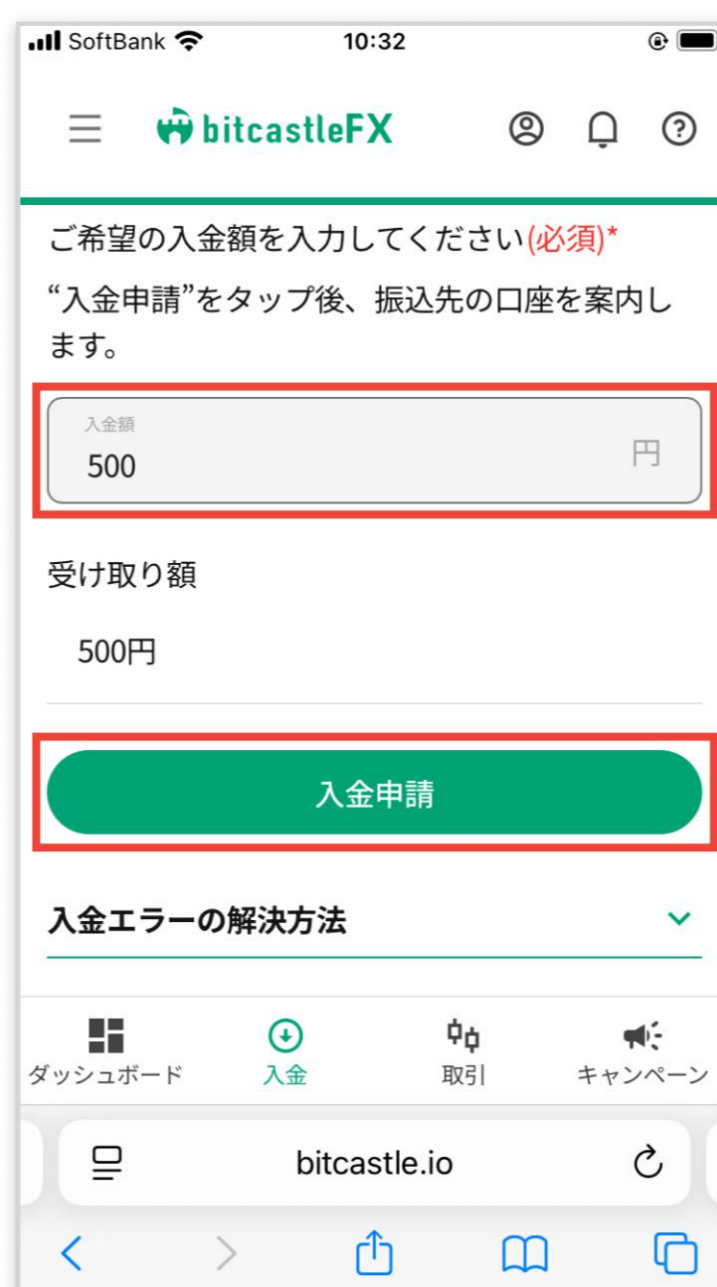 SoftBank 10:32
bitcastleFX
ご希望の入金額を入力してください(必須)*
“入金申請”をタップ後、振込先の口座を案内し
ます。
入金額
500 円
受け取り額
500円
入金申請
入金エラーの解決方法
ダッシュボード 入金 取引 キャンペーン
bitcastle.io